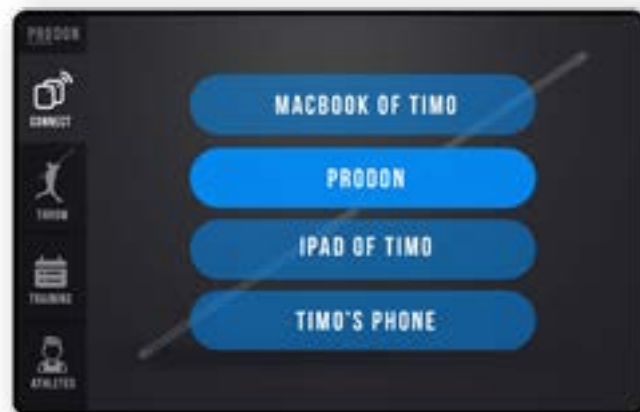 PRODON
CONNECT
THROW
TRAINING
ATHLETES
MACBOOK OF TIMO
PRODON
IPAD OF TIMO
TIMO'S PHONE